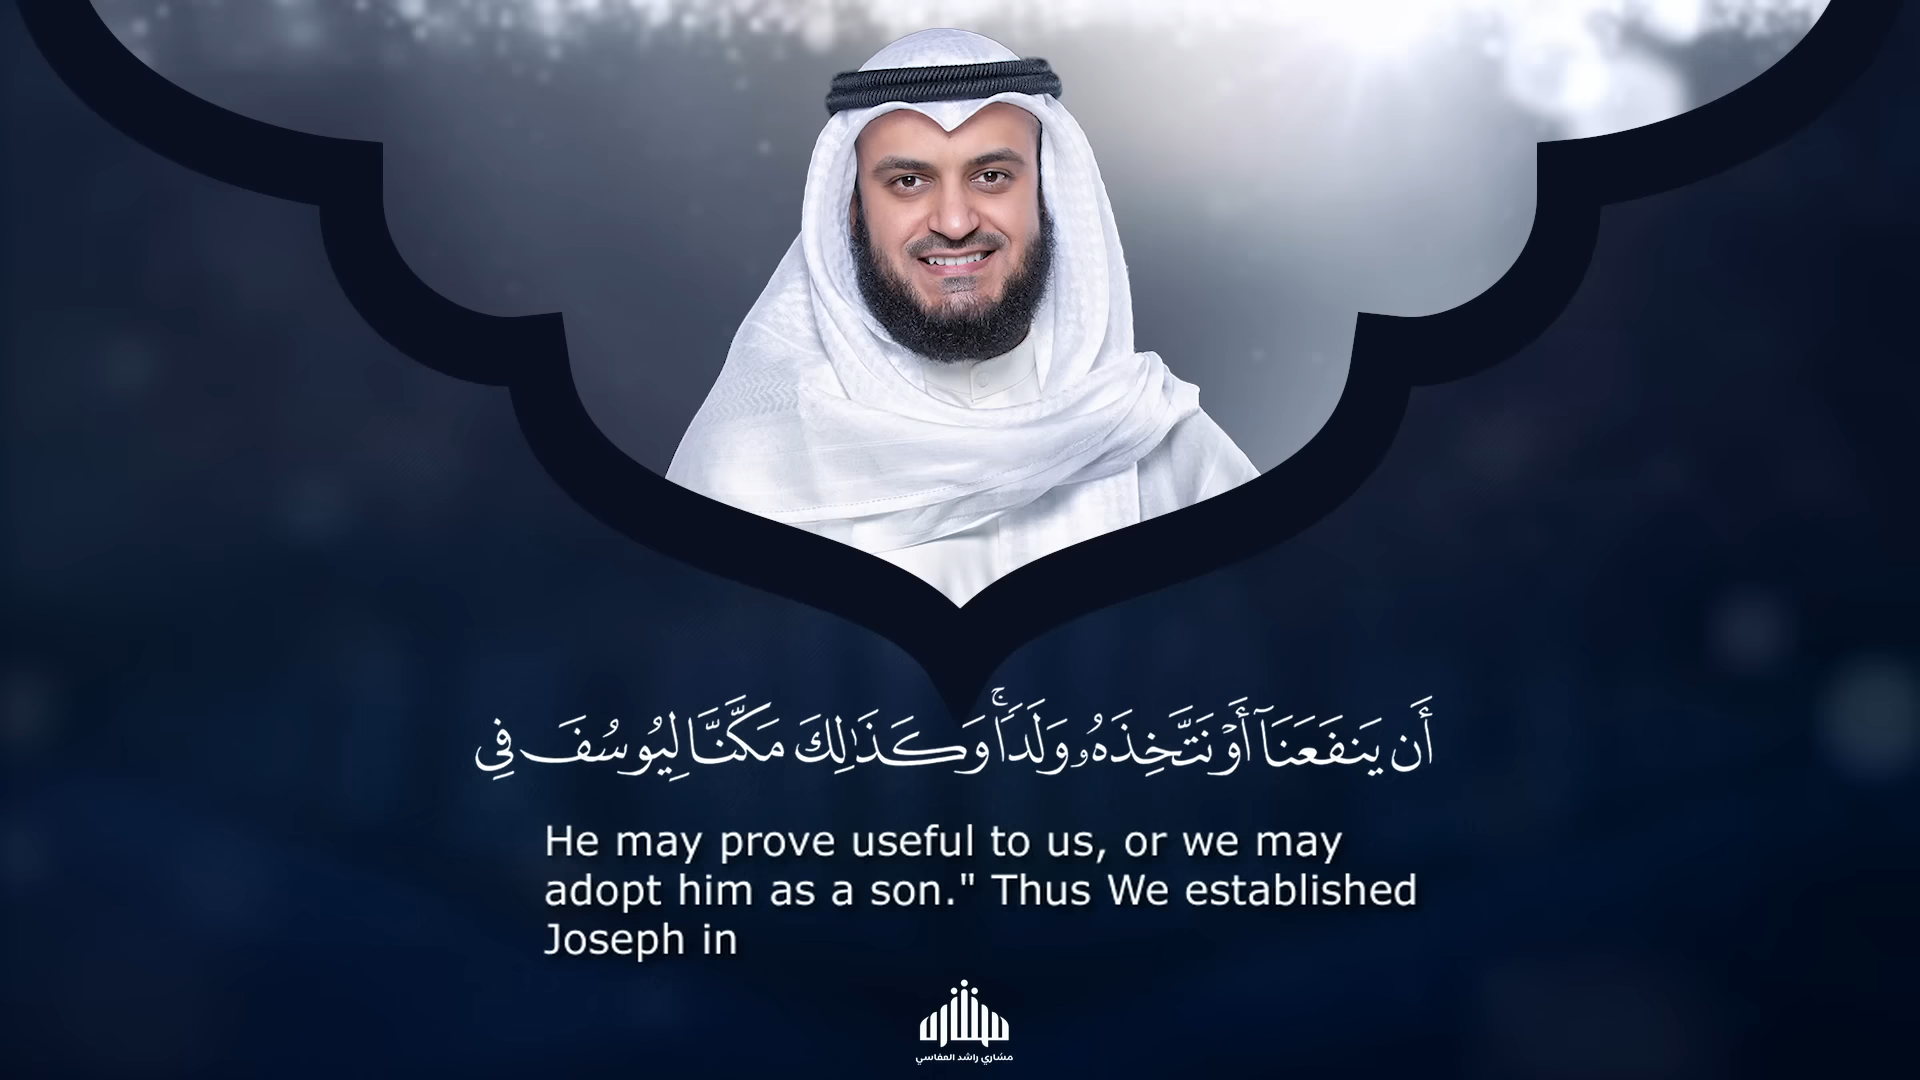 أَن يَنفَعَنَآ أَوْ نَتَّخِذَهُۥ وَلَدًۭاۚ وَكَذَٰلِكَ مَكَّنَّا لِيُوسُفَ فِى
He may prove useful to us, or we may
adopt him as a son." Thus We established
Joseph in
مشاري راشد العفاسي